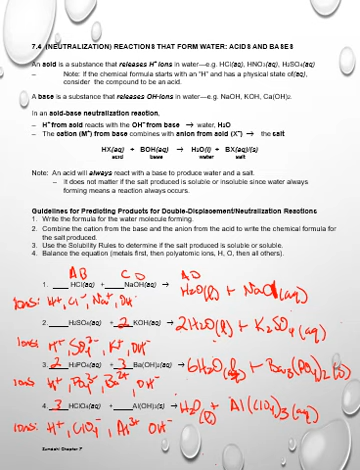 7.4 (NEUTRALIZATION) REACTIONS THAT FORM WATER: ACIDS AND BASES
An acid is a substance that releases H⁺ ions in water—e.g. HCl(aq), HNO₃(aq), H₂SO₄(aq)
– Note: If the chemical formula starts with an "H" and has a physical state of (aq),
consider the compound to be an acid.
A base is a substance that releases OH⁻ ions in water—e.g. NaOH, KOH, Ca(OH)₂.
In an acid-base neutralization reaction,
– H⁺ from acid reacts with the OH⁻ from base → water, H₂O
– The cation (M⁺) from base combines with anion from acid (X⁻) → the salt
HX(aq) + BOH(aq) → H₂O(l) + BX(aq)/(s)
acid base water salt
Note: An acid will always react with a base to produce water and a salt.
– It does not matter if the salt produced is soluble or insoluble since water always
forming means a reaction always occurs.
Guidelines for Predicting Products for Double-Displacement/Neutralization Reactions
1. Write the formula for the water molecule forming.
2. Combine the cation from the base and the anion from the acid to write the chemical formula for
the salt produced.
3. Use the Solubility Rules to determine if the salt produced is soluble or soluble.
4. Balance the equation (metals first, then polyatomic ions, H, O, then all others).
AB CD AD
1. ___ HCl(aq) + ___NaOH(aq) → H₂O(l) + NaCl(aq)
Ions: H⁺, Cl⁻, Na⁺, OH⁻
2. ___H₂SO₄(aq) + 2 KOH(aq) → 2H₂O(l) + K₂SO₄(aq)
Ions: H⁺, SO₄²⁻, K⁺, OH⁻
3. 2 H₃PO₄(aq) + 3 Ba(OH)₂(aq) → 6H₂O(l) + Ba₃(PO₄)₂(s)
Ions H⁺, PO₄³⁻, Ba²⁺, OH⁻
4. 3 HClO₄(aq) + ___Al(OH)₃(s) → H₂O(l) + Al(ClO₄)₃(aq)
Ions: H⁺, ClO₄⁻, Al³⁺ OH⁻
Sumeshi Chapter 7